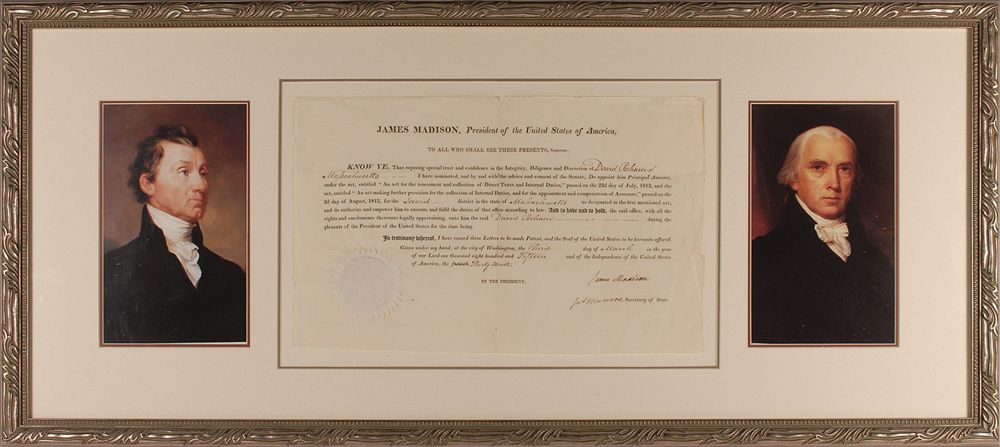 JAMES MADISON, President of the United States of America,
TO ALL WHO SHALL SEE THESE PRESENTS, Greeting:
KNOW YE, That reposing special trust and confidence in the Integrity, Diligence and Discretion of David of
Massachusetts I have nominated, and by and with the advice and consent of the Senate, Do appoint him Principal Assessor,
under the act, entitled “An act for the assessment and collection of Direct Taxes and Internal Duties,” passed on the 22d day of July, 1813, and the
act, entitled “An act making further provision for the collection of Internal Duties, and for the appointment and compensation of Assessors,” passed on the
2d day of August, 1813, for the Second district in the state of Massachusetts as designated in the first mentioned act;
and do authorize and empower him to execute and fulfil the duties of that office according to law; And to have and to hold, the said office, with all the
rights and emoluments thereunto legally appertaining, unto him the said David during the
pleasure of the President of the United States for the time being.
In testimony whereof, I have caused these Letters to be made Patent, and the Seal of the United States to be hereunto affixed.
Given under my hand, at the city of Washington, the Third day of March in the year
of our Lord one thousand eight hundred and Fifteen and of the Independence of the United States
of America, the Thirty Ninth.
James Madison
BY THE PRESIDENT,
Jas Monroe Secretary of State.